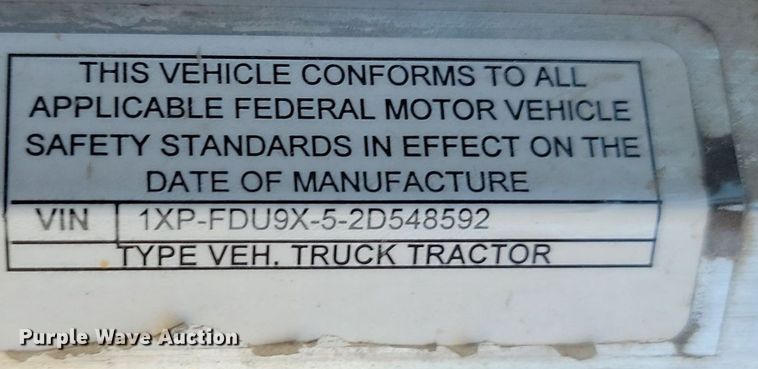 THIS VEHICLE CONFORMS TO ALL
APPLICABLE FEDERAL MOTOR VEHICLE
SAFETY STANDARDS IN EFFECT ON THE
DATE OF MANUFACTURE
VIN 1XP-FDU9X-5-2D548592
TYPE VEH. TRUCK TRACTOR
Purple Wave Auction